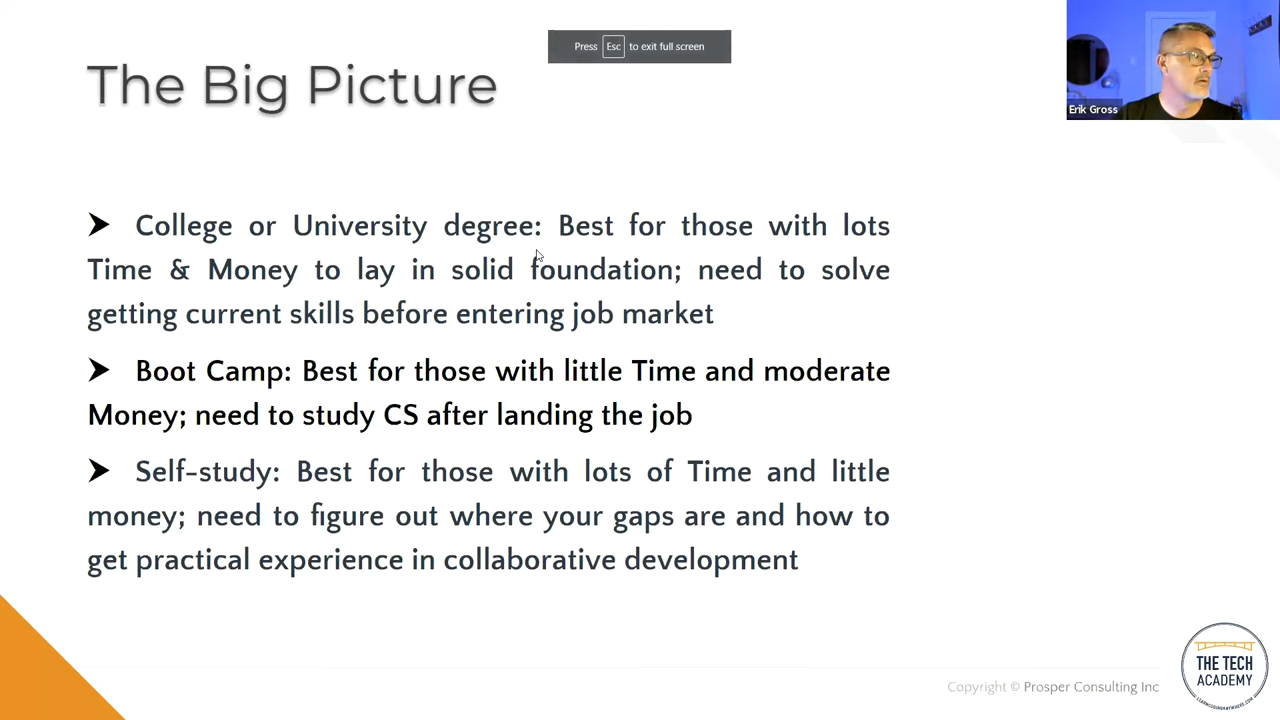 The Big Picture
Press Esc to exit full screen
Erik Gross
➤ College or University degree: Best for those with lots
Time & Money to lay in solid foundation; need to solve
getting current skills before entering job market
➤ Boot Camp: Best for those with little Time and moderate
Money; need to study CS after landing the job
➤ Self-study: Best for those with lots of Time and little
money; need to figure out where your gaps are and how to
get practical experience in collaborative development
Copyright © Prosper Consulting Inc
THE TECH
ACADEMY
LEARNCODINGANYWHERE.COM